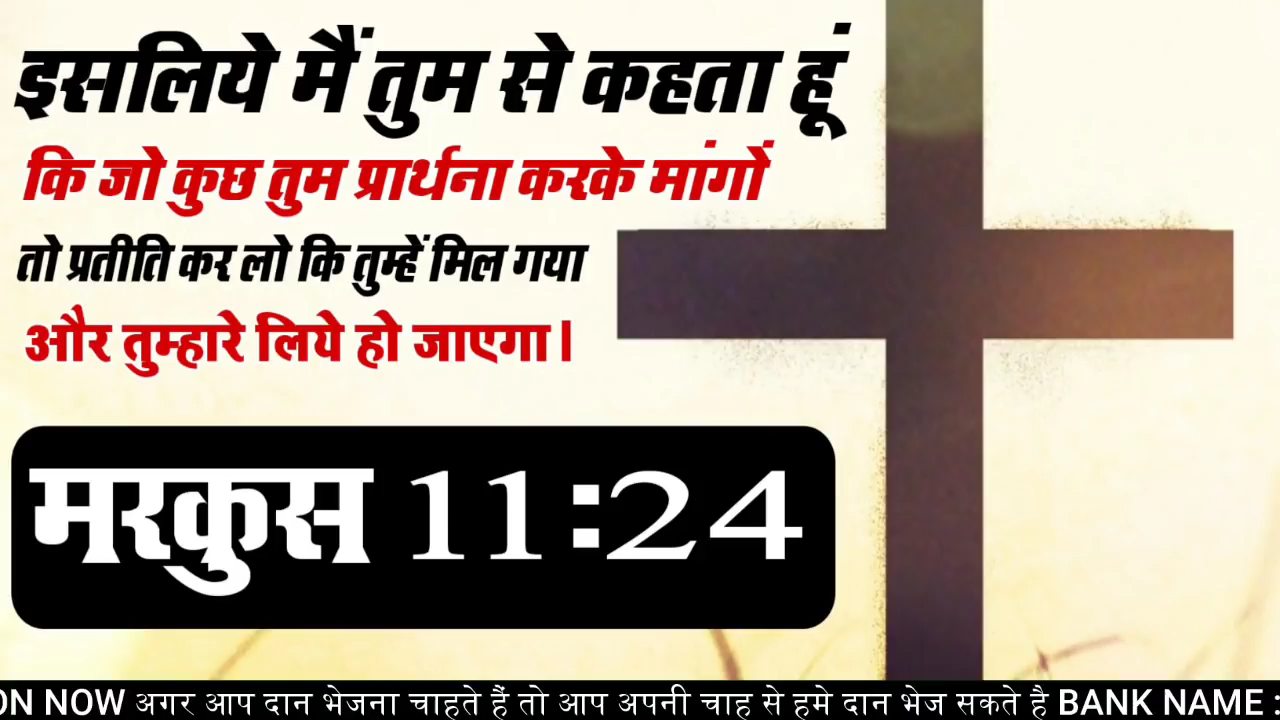 इसलिये मैं तुम से कहता हूं
कि जो कुछ तुम प्रार्थना करके मांगों
तो प्रतीति कर लो कि तुम्हें मिल गया
और तुम्हारे लिये हो जाएगा।
मरकुस 11:24
ON NOW अगर आप दान भेजना चाहते हैं तो आप अपनी चाह से हमे दान भेज सकते है BANK NAME :